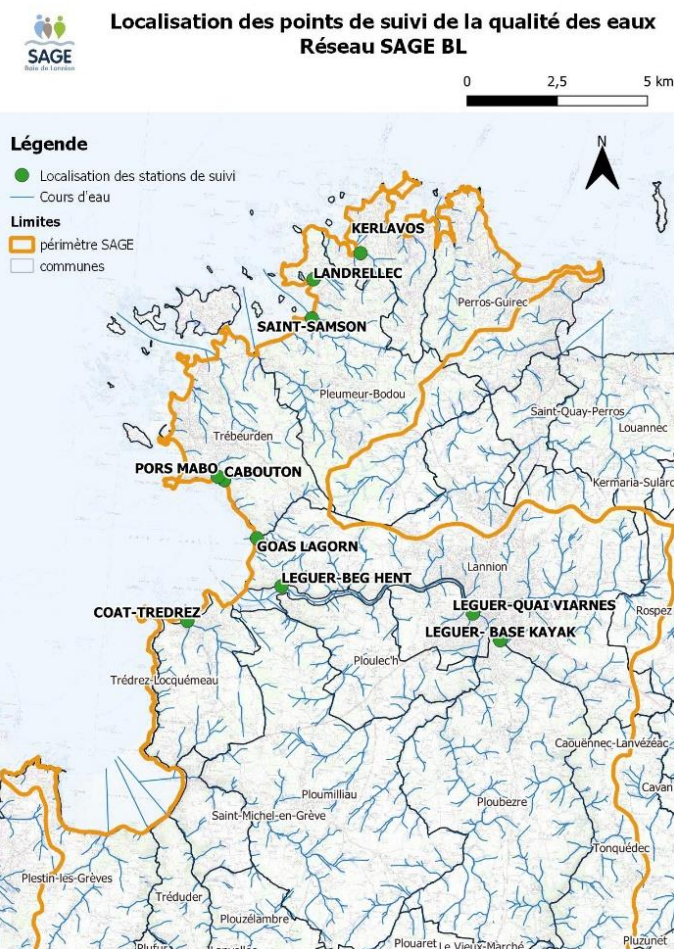 Localisation des points de suivi de la qualité des eaux
Réseau SAGE BL
SAGE
Baie de Lannion
0 2,5 5 km
Légende
Localisation des stations de suivi
Cours d'eau
Limites
périmètre SAGE
communes
N
KERLAVOS
LANDRELLEC
Perros-Guirec
SAINT-SAMSON
Pleumeur-Bodou
Saint-Quay-Perros
Louannec
Trébeurden
PORS MABO
CABOUTON
Kermaria-Sulard
GOAS LAGORN
Lannion
LEGUER-BEG HENT
COAT-TREDREZ
LEGUER-QUAI VIARNES
Rospez
LEGUER- BASE KAYAK
Ploulec'h
Trédrez-Locquémeau
Caouënnec-Lanvézéac
Ploumilliau
Ploubezre
Cavan
Saint-Michel-en-Grève
Tonquédec
Plestin-les-Grèves
Tréduder
Plouzélambre
Plouaret
Le Vieux-Marché
Pluzunet